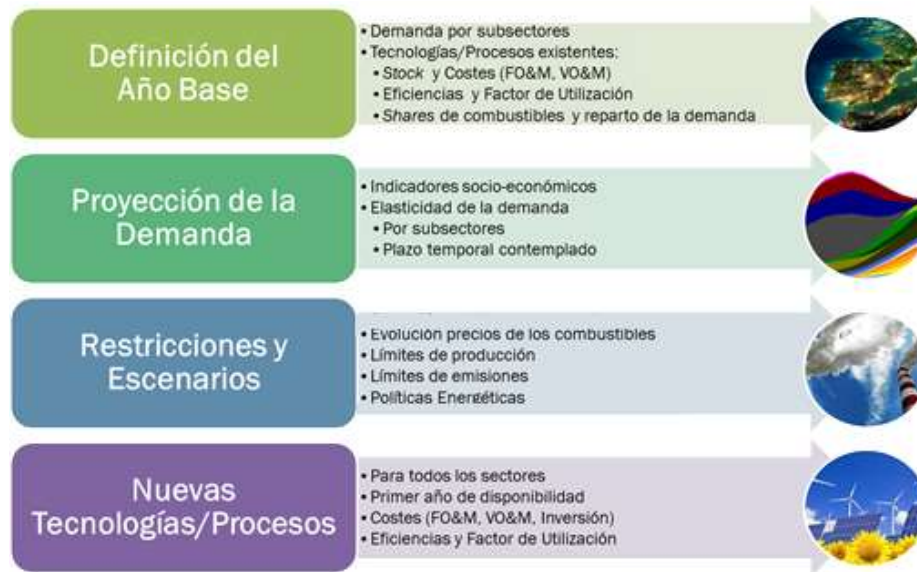 Definición del
Año Base
• Demanda por subsectores
• Tecnologías/Procesos existentes:
• Stock y Costes (FO&M, VO&M)
• Eficiencias y Factor de Utilización
• Shares de combustibles y reparto de la demanda
Proyección de la
Demanda
• Indicadores socio-económicos
• Elasticidad de la demanda
• Por subsectores
• Plazo temporal contemplado
Restricciones y
Escenarios
• Evolución precios de los combustibles
• Límites de producción
• Límites de emisiones
• Políticas Energéticas
Nuevas
Tecnologías/Procesos
• Para todos los sectores
• Primer año de disponibilidad
• Costes (FO&M, VO&M, Inversión)
• Eficiencias y Factor de Utilización